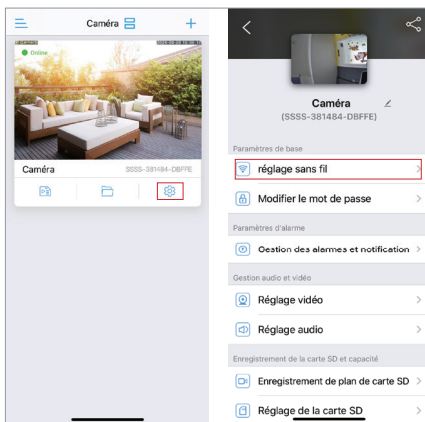 Caméra
Online
Caméra
SSSS-381484-DBFFE
Caméra
(SSSS-381484-DBFFE)
Paramètres de base
réglage sans fil
Modifier le mot de passe
Paramètres d'alarme
Gestion des alarmes et notification
Gestion audio et vidéo
Réglage vidéo
Réglage audio
Enregistrement de la carte SD et capacité
Enregistrement de plan de carte SD
Réglage de la carte SD